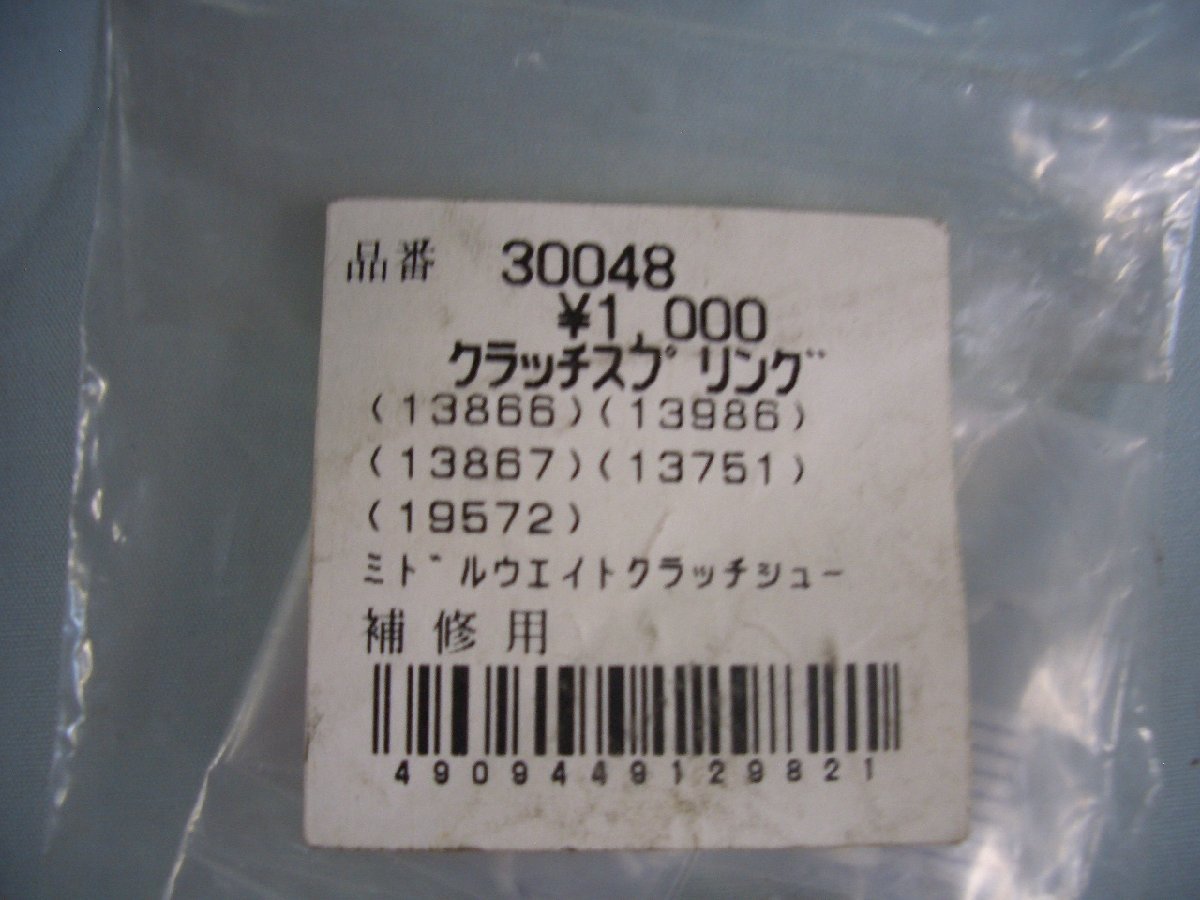 品番 30048
¥1,000
クラッチスプリング
(13866)(13986)
(13867)(13751)
(19572)
ミドルウエイトクラッチシュー
補修用
4909449129821